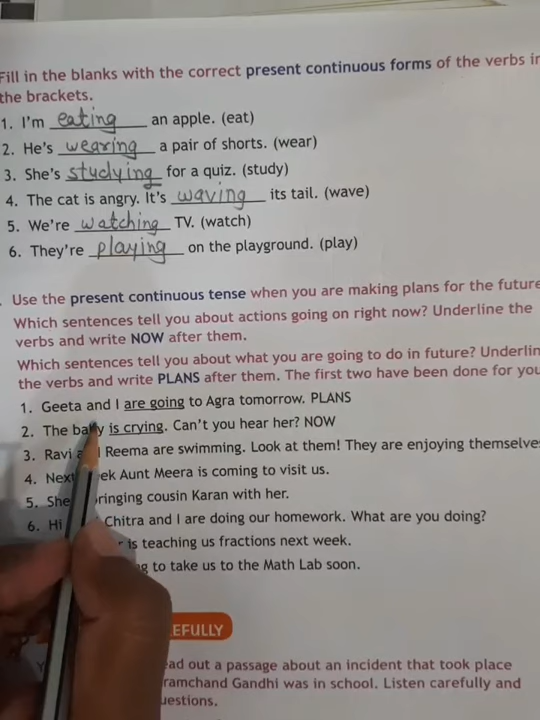 Fill in the blanks with the correct present continuous forms of the verbs in
the brackets.
1. I'm eating an apple. (eat)
2. He's wearing a pair of shorts. (wear)
3. She's studying for a quiz. (study)
4. The cat is angry. It's waving its tail. (wave)
5. We're watching TV. (watch)
6. They're playing on the playground. (play)
Use the present continuous tense when you are making plans for the future
Which sentences tell you about actions going on right now? Underline the
verbs and write NOW after them.
Which sentences tell you about what you are going to do in future? Underlin
the verbs and write PLANS after them. The first two have been done for you
1. Geeta and I are going to Agra tomorrow. PLANS
2. The baby is crying. Can't you hear her? NOW
3. Ravi Reema are swimming. Look at them! They are enjoying themselve
4. Next ek Aunt Meera is coming to visit us.
5. She ringing cousin Karan with her.
6. Hi Chitra and I are doing our homework. What are you doing?
is teaching us fractions next week.
to take us to the Math Lab soon.
EFULLY
ead out a passage about an incident that took place
ramchand Gandhi was in school. Listen carefully and
uestions.